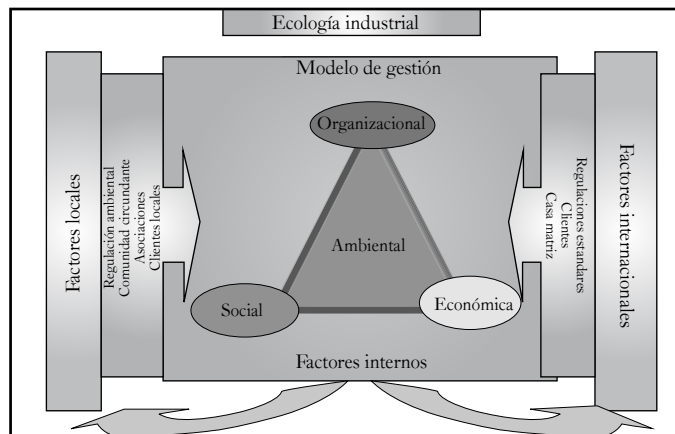 Ecología industrial
Modelo de gestión
Organizacional
Ambiental
Social
Económica
Factores internos
Factores locales
Regulación ambiental
Comunidad circundante
Asociaciones
Clientes locales
Regulaciones estandares
Clientes
Casa matriz
Factores internacionales